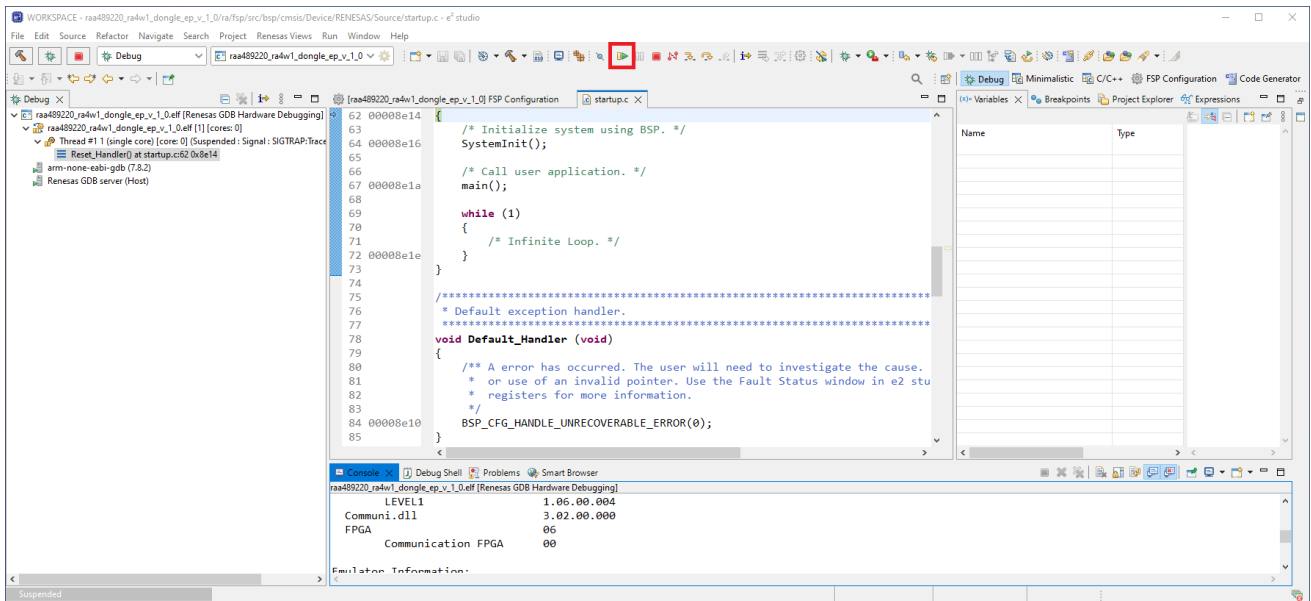 WORKSPACE - raa489220_ra4w1_dongle_ep_v_1_0/ra/fsp/src/bsp/cmsis/Device/RENESAS/Source/startup.c - e² studio
File Edit Source Refactor Navigate Search Project Renesas Views Run Window Help
Debug raa489220_ra4w1_dongle_ep_v_1_0
Debug Minimalistic C/C++ FSP Configuration Code Generator
Debug
raa489220_ra4w1_dongle_ep_v_1_0.elf [Renesas GDB Hardware Debugging]
raa489220_ra4w1_dongle_ep_v_1_0.elf [1] [cores: 0]
Thread #1 1 (single core) [core: 0] (Suspended : Signal : SIGTRAP:Trace
Reset_Handler() at startup.c:62 0x8e14
arm-none-eabi-gdb (7.8.2)
Renesas GDB server (Host)
[raa489220_ra4w1_dongle_ep_v_1_0] FSP Configuration startup.c
62 00008e14 {
63 /* Initialize system using BSP. */
64 00008e16 SystemInit();
65
66 /* Call user application. */
67 00008e1a main();
68
69 while (1)
70 {
71 /* Infinite Loop. */
72 00008e1e }
73 }
74
75 /***************************************************************************
76 * Default exception handler.
77 ***************************************************************************
78 void Default_Handler (void)
79 {
80 /** A error has occurred. The user will need to investigate the cause.
81 * or use of an invalid pointer. Use the Fault Status window in e2 stu
82 * registers for more information.
83 */
84 00008e10 BSP_CFG_HANDLE_UNRECOVERABLE_ERROR(0);
85 }
(x)= Variables Breakpoints Project Explorer Expressions
Name Type
Console Debug Shell Problems Smart Browser
raa489220_ra4w1_dongle_ep_v_1_0.elf [Renesas GDB Hardware Debugging]
LEVEL1 1.06.00.004
Communi.dll 3.02.00.000
FPGA 06
Communication FPGA 00
Emulator Information:
Suspended